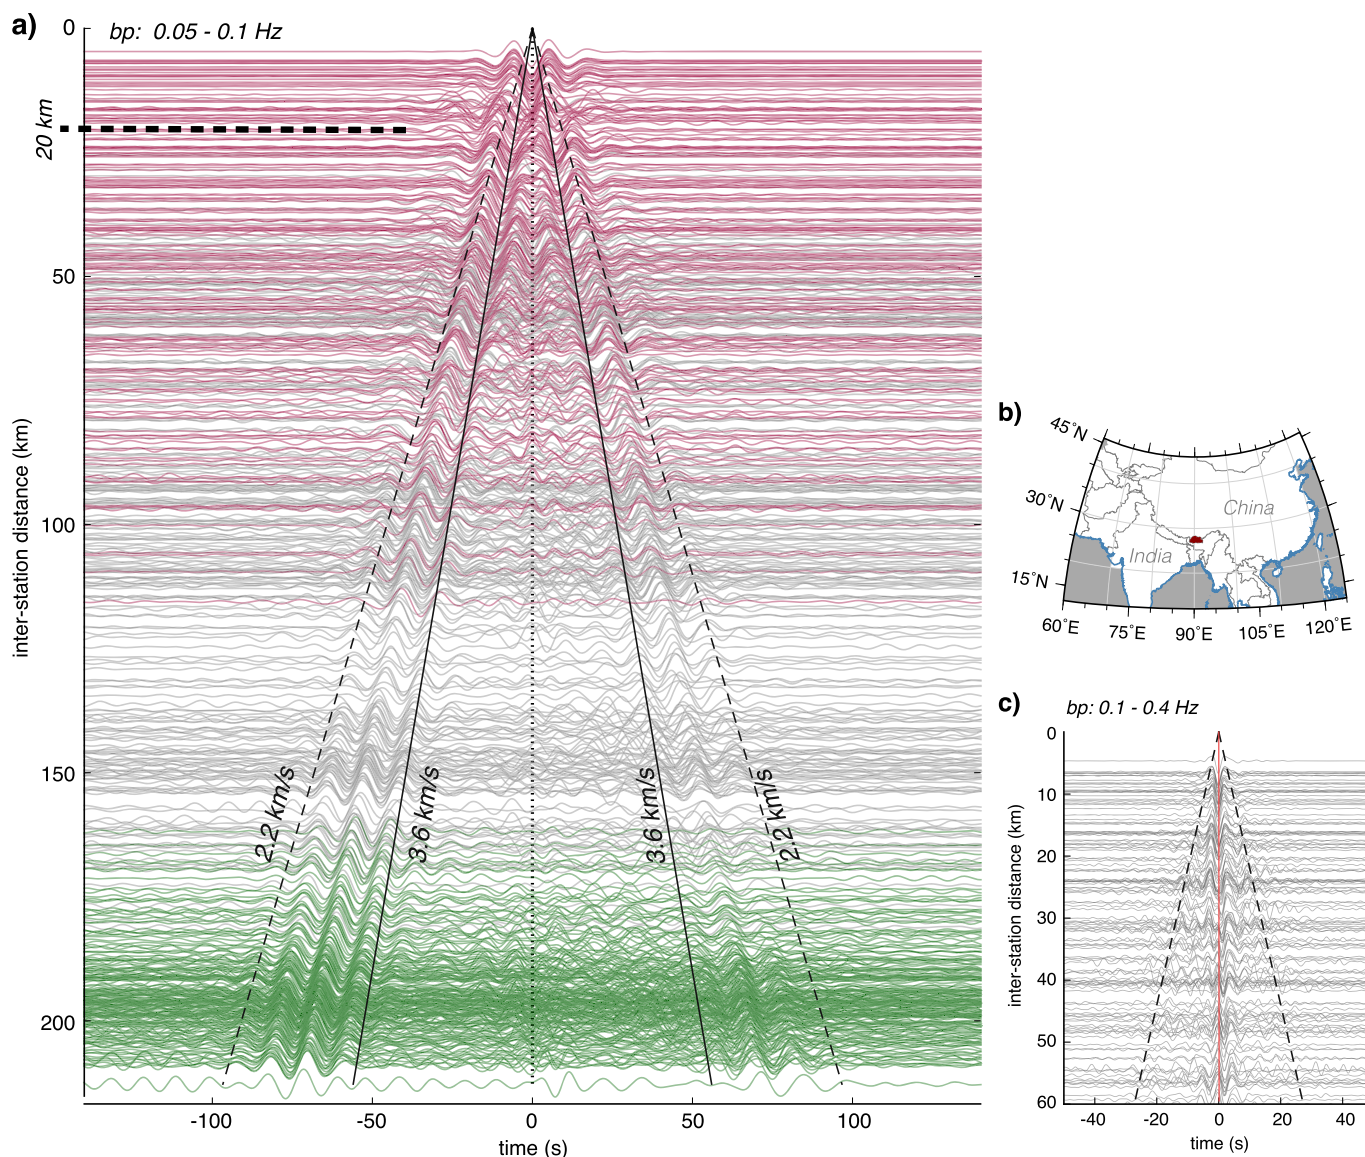 a)
bp: 0.05 - 0.1 Hz
0
20 km
50
100
150
200
inter-station distance (km)
2.2 km/s
3.6 km/s
3.6 km/s
2.2 km/s
-100
-50
0
50
100
time (s)
b)
45°N
30°N
15°N
China
India
60°E
75°E
90°E
105°E
120°E
c)
bp: 0.1 - 0.4 Hz
0
10
20
30
40
50
60
inter-station distance (km)
-40
-20
0
20
40
time (s)